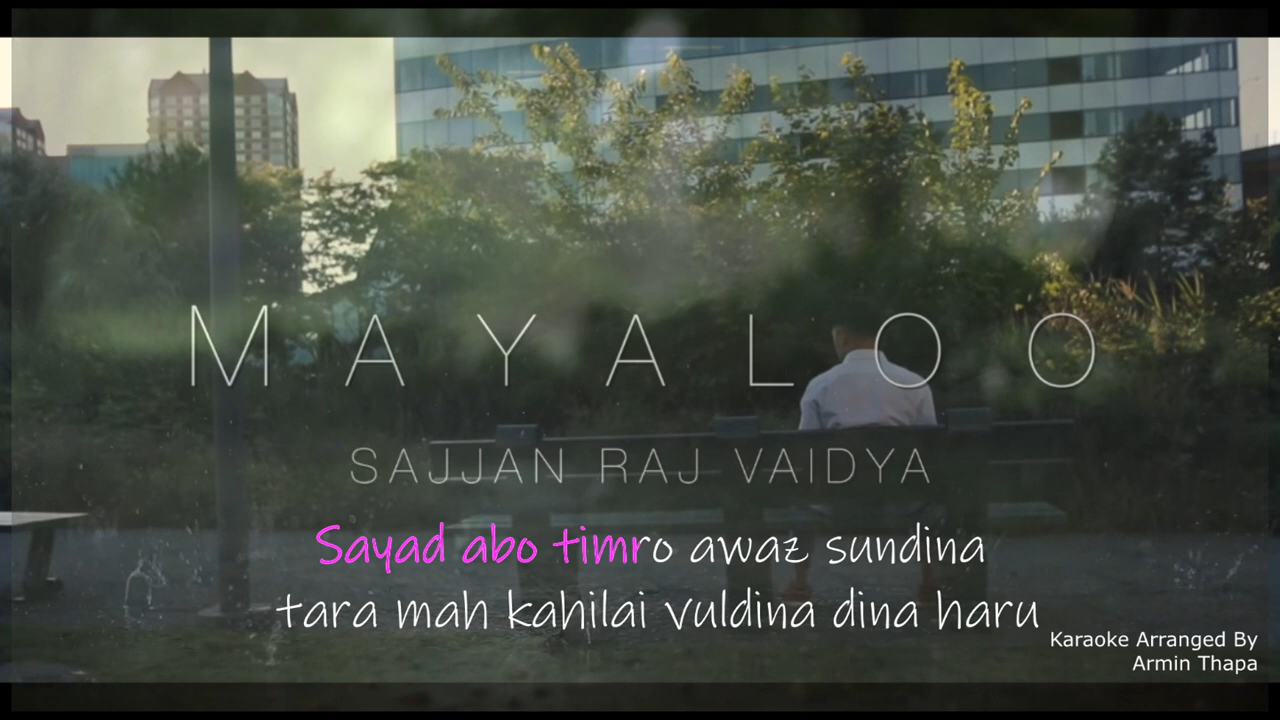 MAYALOO
SAJJAN RAJ VAIDYA
Sayad abo timro awaz sundina
tara mah kahilai vuldina dina haru
Karaoke Arranged By
Armin Thapa